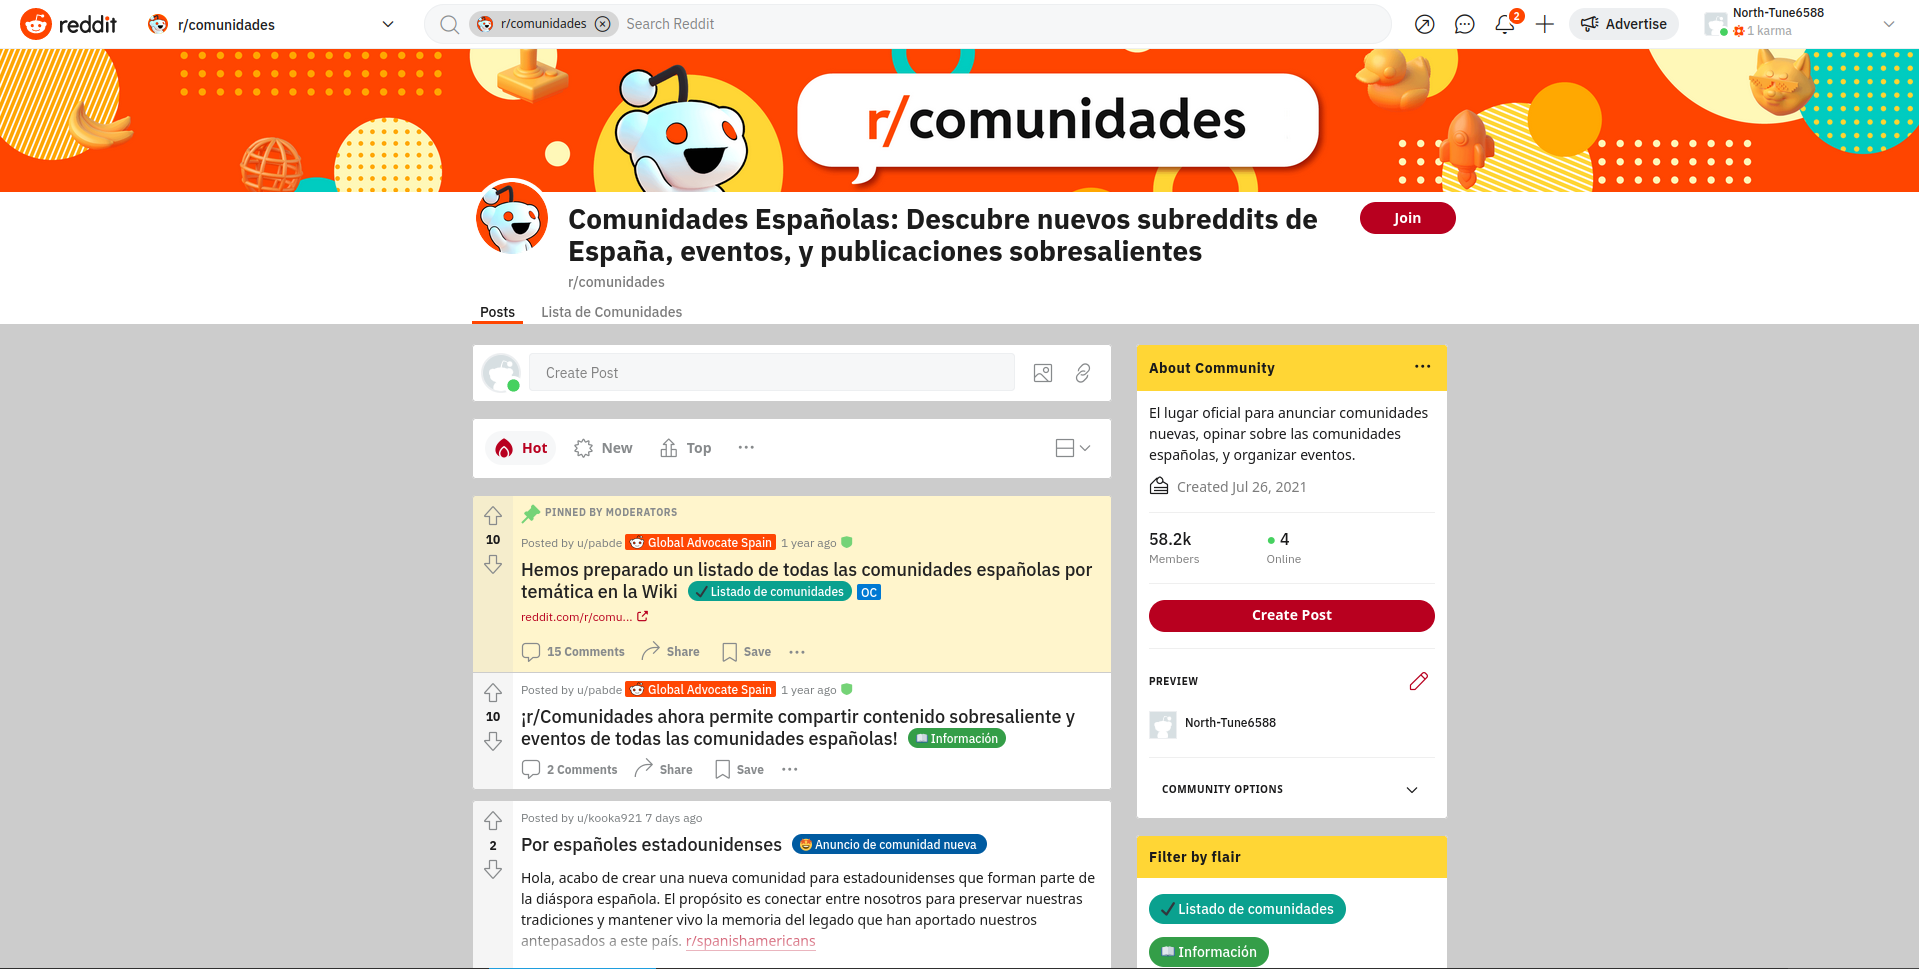 reddit
r/comunidades
r/comunidades
Search Reddit
2
Advertise
North-Tune6588
1 karma
r/comunidades
Comunidades Españolas: Descubre nuevos subreddits de
España, eventos, y publicaciones sobresalientes
Join
r/comunidades
Posts
Lista de Comunidades
Create Post
Hot
New
Top
PINNED BY MODERATORS
10
Posted by u/pabde Global Advocate Spain 1 year ago
Hemos preparado un listado de todas las comunidades españolas por
temática en la Wiki Listado de comunidades OC
reddit.com/r/comu...
15 Comments Share Save
10
Posted by u/pabde Global Advocate Spain 1 year ago
¡r/Comunidades ahora permite compartir contenido sobresaliente y
eventos de todas las comunidades españolas! Información
2 Comments Share Save
2
Posted by u/kooka921 7 days ago
Por españoles estadounidenses Anuncio de comunidad nueva
Hola, acabo de crear una nueva comunidad para estadounidenses que forman parte de
la diáspora española. El propósito es conectar entre nosotros para preservar nuestras
tradiciones y mantener vivo la memoria del legado que han aportado nuestros
antepasados a este país. r/spanishamericans
About Community
El lugar oficial para anunciar comunidades
nuevas, opinar sobre las comunidades
españolas, y organizar eventos.
Created Jul 26, 2021
58.2k
4
Members
Online
Create Post
PREVIEW
North-Tune6588
COMMUNITY OPTIONS
Filter by flair
Listado de comunidades
Información